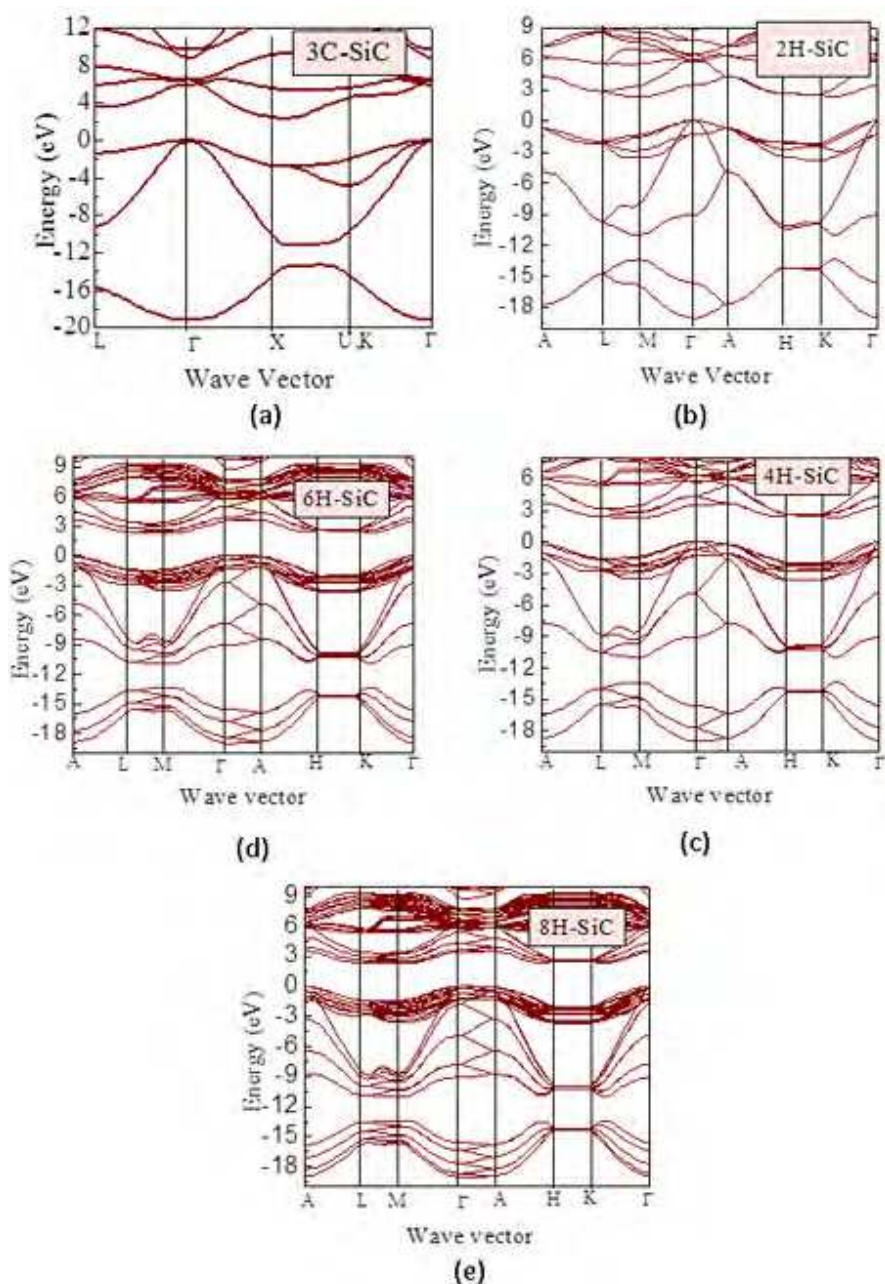 12
8
4
0
-4
-8
-12
-16
-20
Energy (eV)
3C-SiC
L Γ X U,K Γ
Wave Vector
(a)
9
6
3
0
-3
-6
-9
-12
-15
-18
Energy (eV)
2H-SiC
A L M Γ A H K Γ
Wave Vector
(b)
9
6
3
0
-3
-6
-9
-12
-15
-18
Energy (eV)
6H-SiC
A L M Γ A H K Γ
Wave vector
(d)
6
3
0
-3
-6
-9
-12
-15
-18
Energy (eV)
4H-SiC
A L M Γ A H K Γ
Wave vector
(c)
9
6
3
0
-3
-6
-9
-12
-15
-18
Energy (eV)
8H-SiC
A L M Γ A H K Γ
Wave vector
(e)